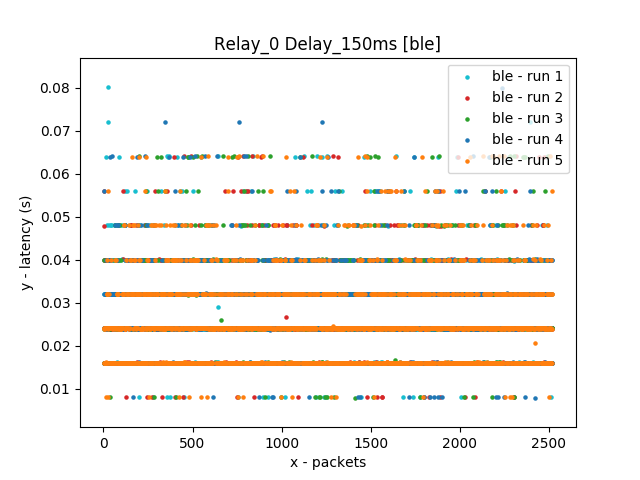 Relay_0 Delay_150ms [ble]
ble - run 1
ble - run 2
ble - run 3
ble - run 4
ble - run 5
y - latency (s)
0.08
0.07
0.06
0.05
0.04
0.03
0.02
0.01
0 500 1000 1500 2000 2500
x - packets